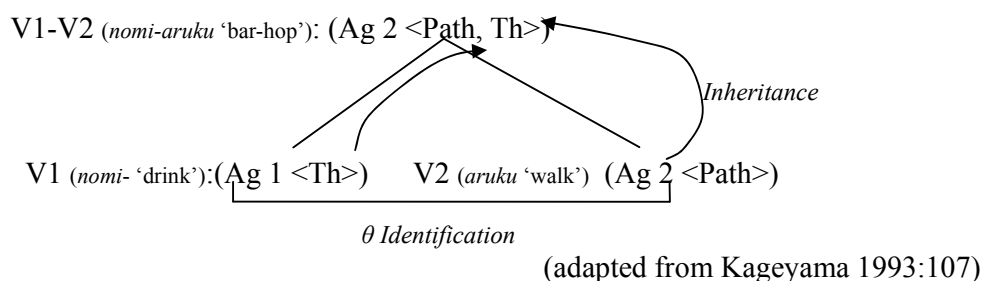 V1-V2 (nomi-aruku ‘bar-hop’): (Ag 2 <Path, Th>)
Inheritance
V1 (nomi- ‘drink’):(Ag 1 <Th>) V2 (aruku ‘walk’) (Ag 2 <Path>)
θ Identification
(adapted from Kageyama 1993:107)